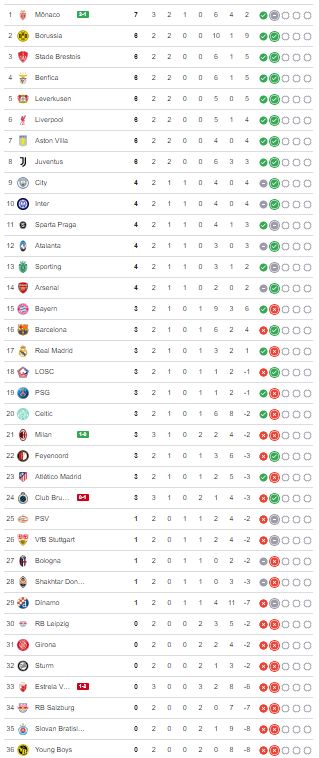 1 Mônaco 2-1 7 3 2 1 0 6 4 2
2 Borussia 6 2 2 0 0 10 1 9
3 Stade Brestois 6 2 2 0 0 6 1 5
4 Benfica 6 2 2 0 0 6 1 5
5 Leverkusen 6 2 2 0 0 5 0 5
6 Liverpool 6 2 2 0 0 5 1 4
7 Aston Villa 6 2 2 0 0 4 0 4
8 Juventus 6 2 2 0 0 6 3 3
9 City 4 2 1 1 0 4 0 4
10 Inter 4 2 1 1 0 4 0 4
11 Sparta Praga 4 2 1 1 0 4 1 3
12 Atalanta 4 2 1 1 0 3 0 3
13 Sporting 4 2 1 1 0 3 1 2
14 Arsenal 4 2 1 1 0 2 0 2
15 Bayern 3 2 1 0 1 9 3 6
16 Barcelona 3 2 1 0 1 6 2 4
17 Real Madrid 3 2 1 0 1 3 2 1
18 LOSC 3 2 1 0 1 1 2 -1
19 PSG 3 2 1 0 1 1 2 -1
20 Celtic 3 2 1 0 1 6 8 -2
21 Milan 1-0 3 3 1 0 2 2 4 -2
22 Feyenoord 3 2 1 0 1 3 6 -3
23 Atlético Madrid 3 2 1 0 1 2 5 -3
24 Club Bru... 0-1 3 3 1 0 2 1 4 -3
25 PSV 1 2 0 1 1 2 4 -2
26 VfB Stuttgart 1 2 0 1 1 2 4 -2
27 Bologna 1 2 0 1 1 0 2 -2
28 Shakhtar Don... 1 2 0 1 1 0 3 -3
29 Dínamo 1 2 0 1 1 4 11 -7
30 RB Leipzig 0 2 0 0 2 3 5 -2
31 Girona 0 2 0 0 2 2 4 -2
32 Sturm 0 2 0 0 2 1 3 -2
33 Estrela V... 1-2 0 3 0 0 3 2 8 -6
34 RB Salzburg 0 2 0 0 2 0 7 -7
35 Slovan Bratisl... 0 2 0 0 2 1 9 -8
36 Young Boys 0 2 0 0 2 0 8 -8